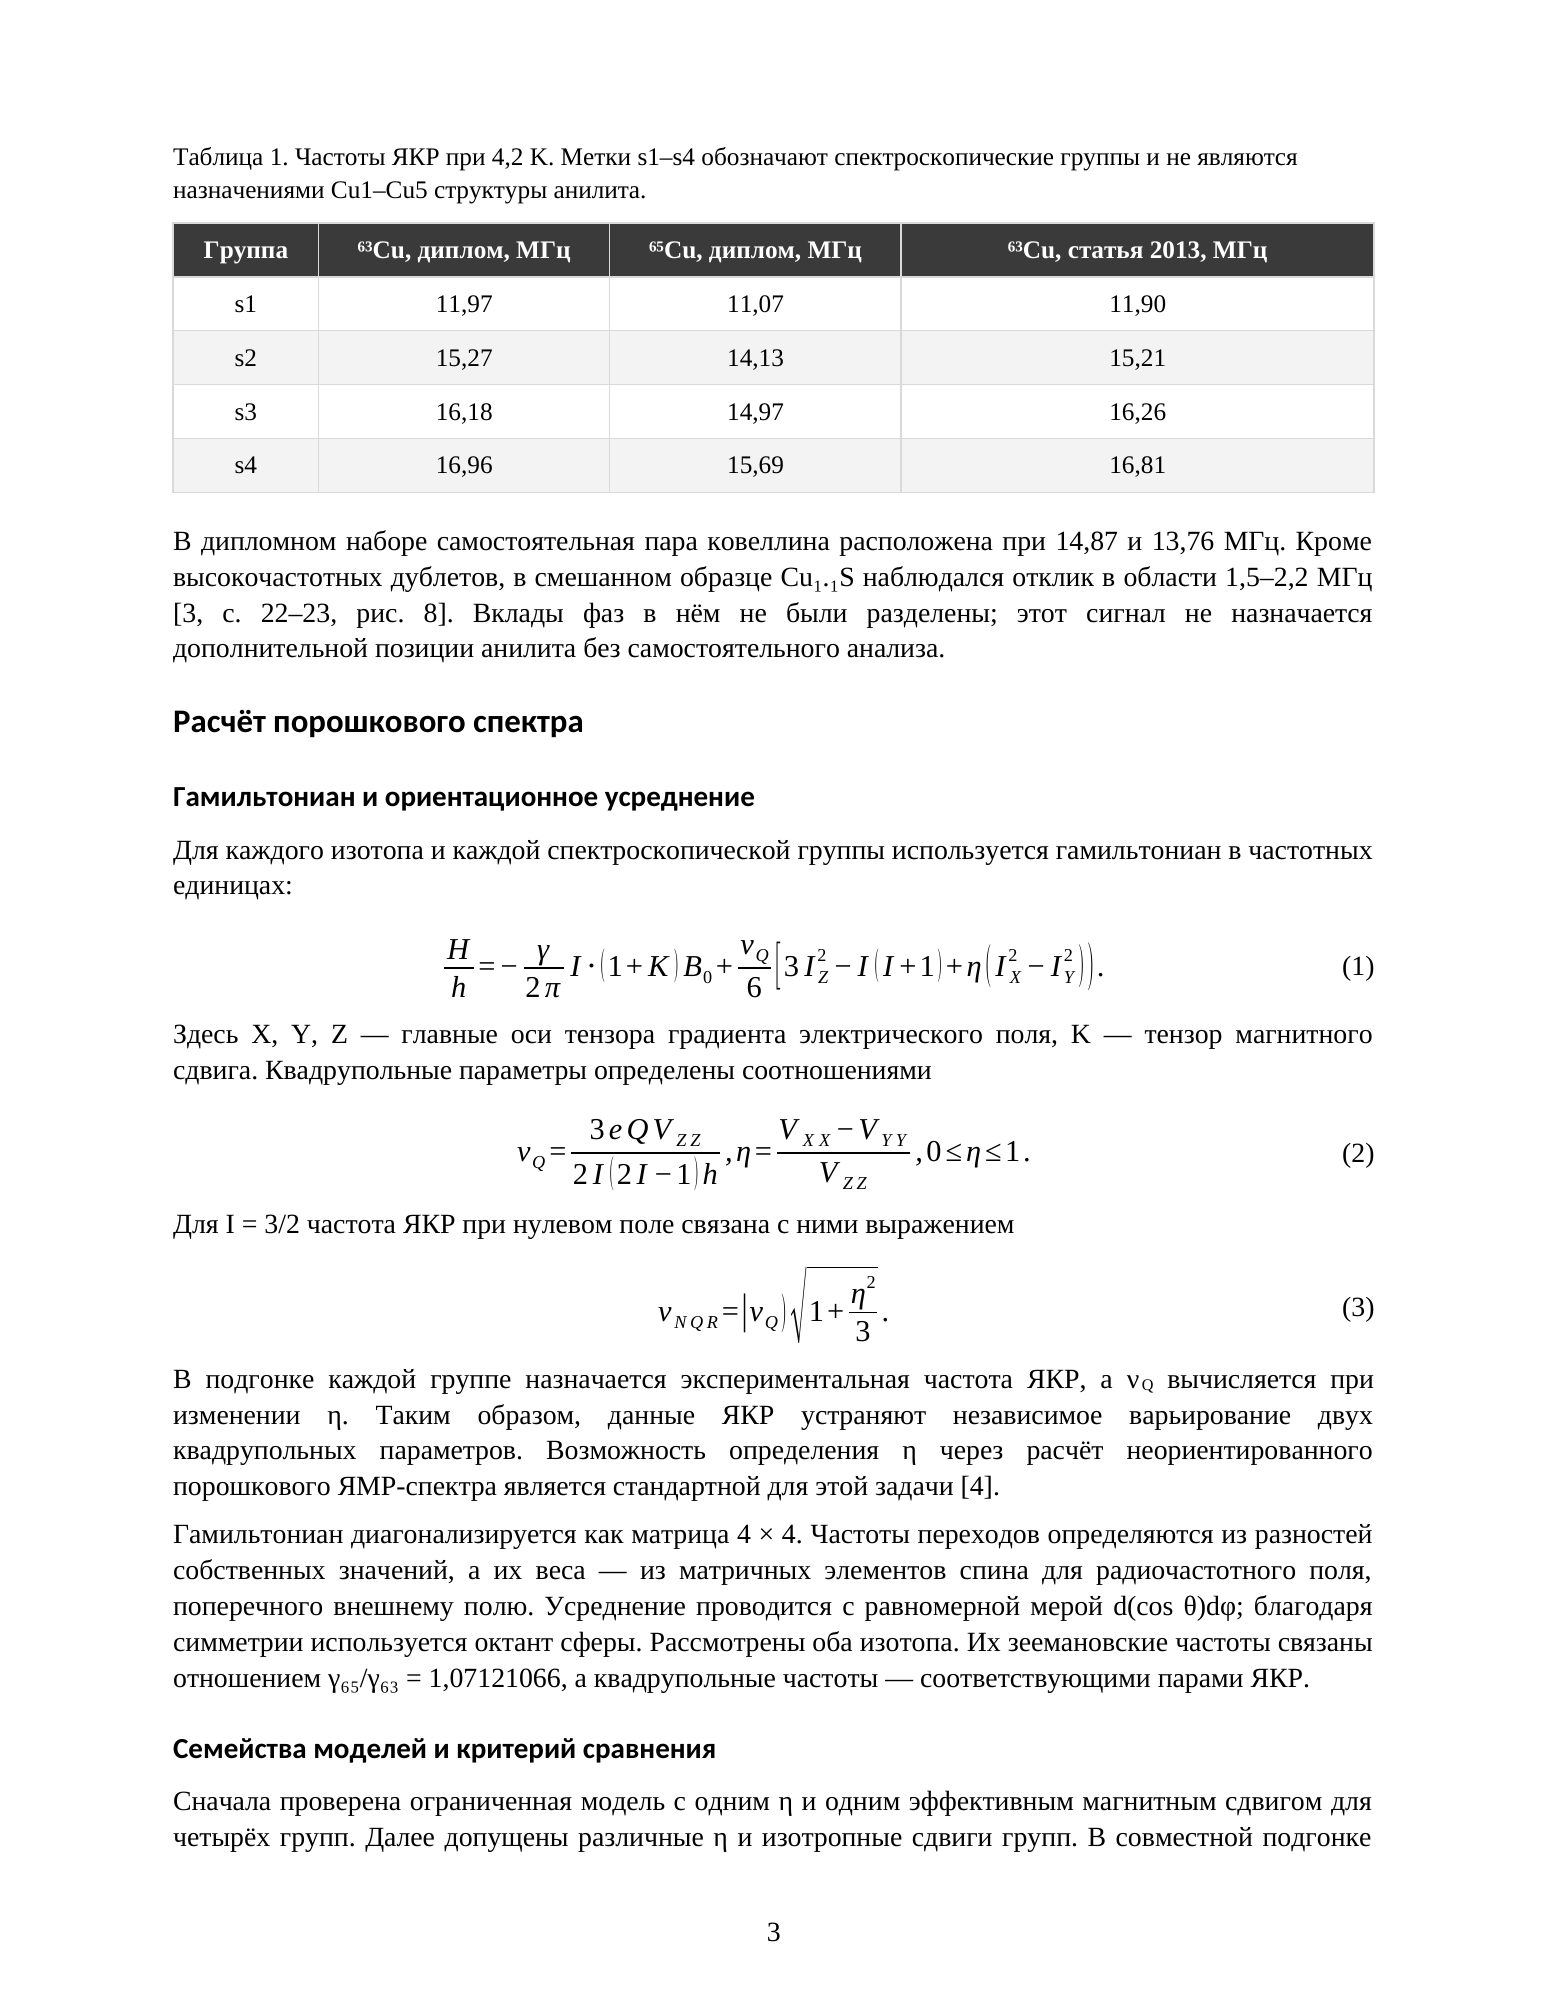 Таблица 1. Частоты ЯКР при 4,2 K. Метки s1–s4 обозначают спектроскопические группы и не являются
назначениями Cu1–Cu5 структуры анилита.
Группа ⁶³Cu, диплом, МГц ⁶⁵Cu, диплом, МГц ⁶³Cu, статья 2013, МГц
s1 11,97 11,07 11,90
s2 15,27 14,13 15,21
s3 16,18 14,97 16,26
s4 16,96 15,69 16,81
В дипломном наборе самостоятельная пара ковеллина расположена при 14,87 и 13,76 МГц. Кроме
высокочастотных дублетов, в смешанном образце Cu₁.₁S наблюдался отклик в области 1,5–2,2 МГц
[3, с. 22–23, рис. 8]. Вклады фаз в нём не были разделены; этот сигнал не назначается
дополнительной позиции анилита без самостоятельного анализа.
Расчёт порошкового спектра
Гамильтониан и ориентационное усреднение
Для каждого изотопа и каждой спектроскопической группы используется гамильтониан в частотных
единицах:
H/h = − γ/2π I · (1 + K) B₀ + ν_Q/6 [3 I_Z² − I (I + 1) + η (I_X² − I_Y²)). (1)
Здесь X, Y, Z — главные оси тензора градиента электрического поля, K — тензор магнитного
сдвига. Квадрупольные параметры определены соотношениями
ν_Q = 3 e Q V_ZZ / 2 I (2 I − 1) h , η = V_XX − V_YY / V_ZZ , 0 ≤ η ≤ 1. (2)
Для I = 3/2 частота ЯКР при нулевом поле связана с ними выражением
ν_NQR = |ν_Q) √1 + η²/3 . (3)
В подгонке каждой группе назначается экспериментальная частота ЯКР, а ν_Q вычисляется при
изменении η. Таким образом, данные ЯКР устраняют независимое варьирование двух
квадрупольных параметров. Возможность определения η через расчёт неориентированного
порошкового ЯМР-спектра является стандартной для этой задачи [4].
Гамильтониан диагонализируется как матрица 4 × 4. Частоты переходов определяются из разностей
собственных значений, а их веса — из матричных элементов спина для радиочастотного поля,
поперечного внешнему полю. Усреднение проводится с равномерной мерой d(cos θ)dφ; благодаря
симметрии используется октант сферы. Рассмотрены оба изотопа. Их зеемановские частоты связаны
отношением γ₆₅/γ₆₃ = 1,07121066, а квадрупольные частоты — соответствующими парами ЯКР.
Семейства моделей и критерий сравнения
Сначала проверена ограниченная модель с одним η и одним эффективным магнитным сдвигом для
четырёх групп. Далее допущены различные η и изотропные сдвиги групп. В совместной подгонке
3